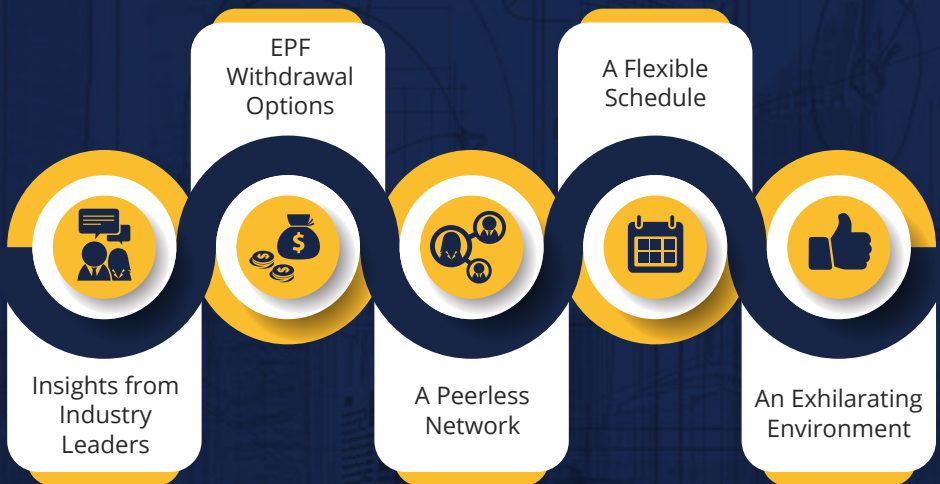 Insights from
Industry
Leaders
EPF
Withdrawal
Options
$
A Peerless
Network
A Flexible
Schedule
An Exhilarating
Environment